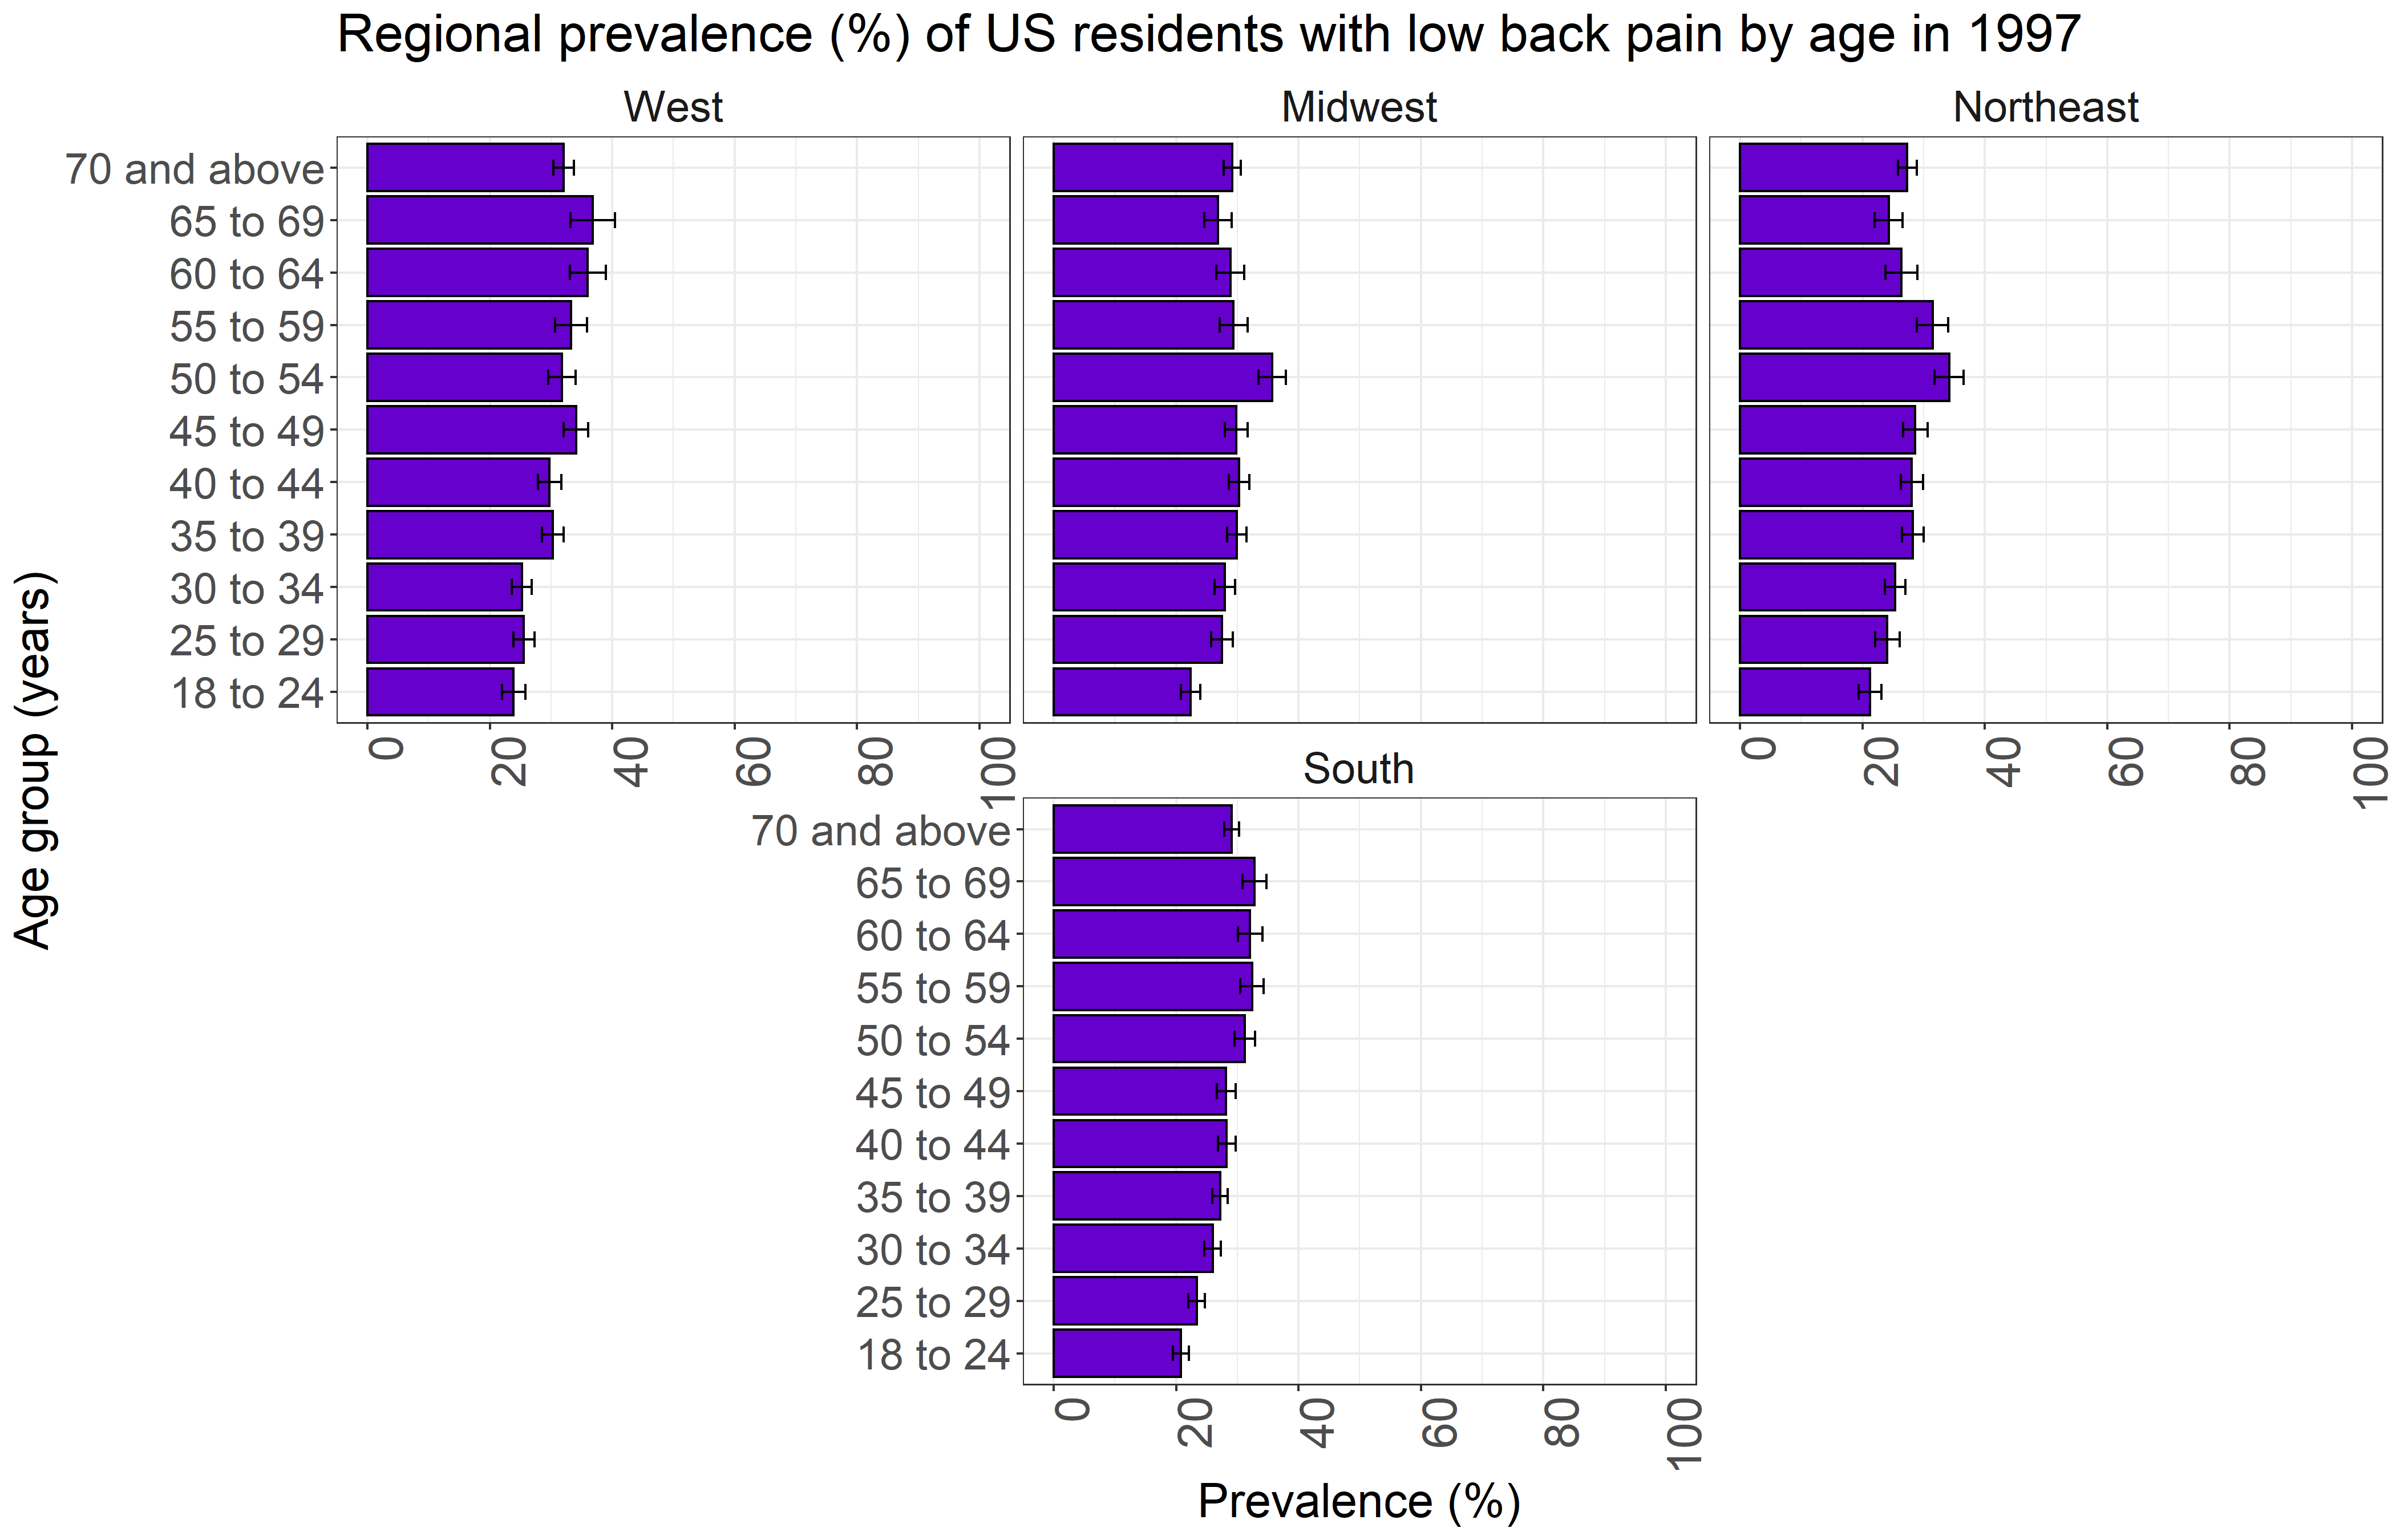 Regional prevalence (%) of US residents with low back pain by age in 1997
West
Midwest
Northeast
70 and above
65 to 69
60 to 64
55 to 59
50 to 54
45 to 49
40 to 44
35 to 39
30 to 34
25 to 29
18 to 24
0 20 40 60 80 100
0 20 40 60 80 100
South
70 and above
65 to 69
60 to 64
55 to 59
50 to 54
45 to 49
40 to 44
35 to 39
30 to 34
25 to 29
18 to 24
0 20 40 60 80 100
Age group (years)
Prevalence (%)